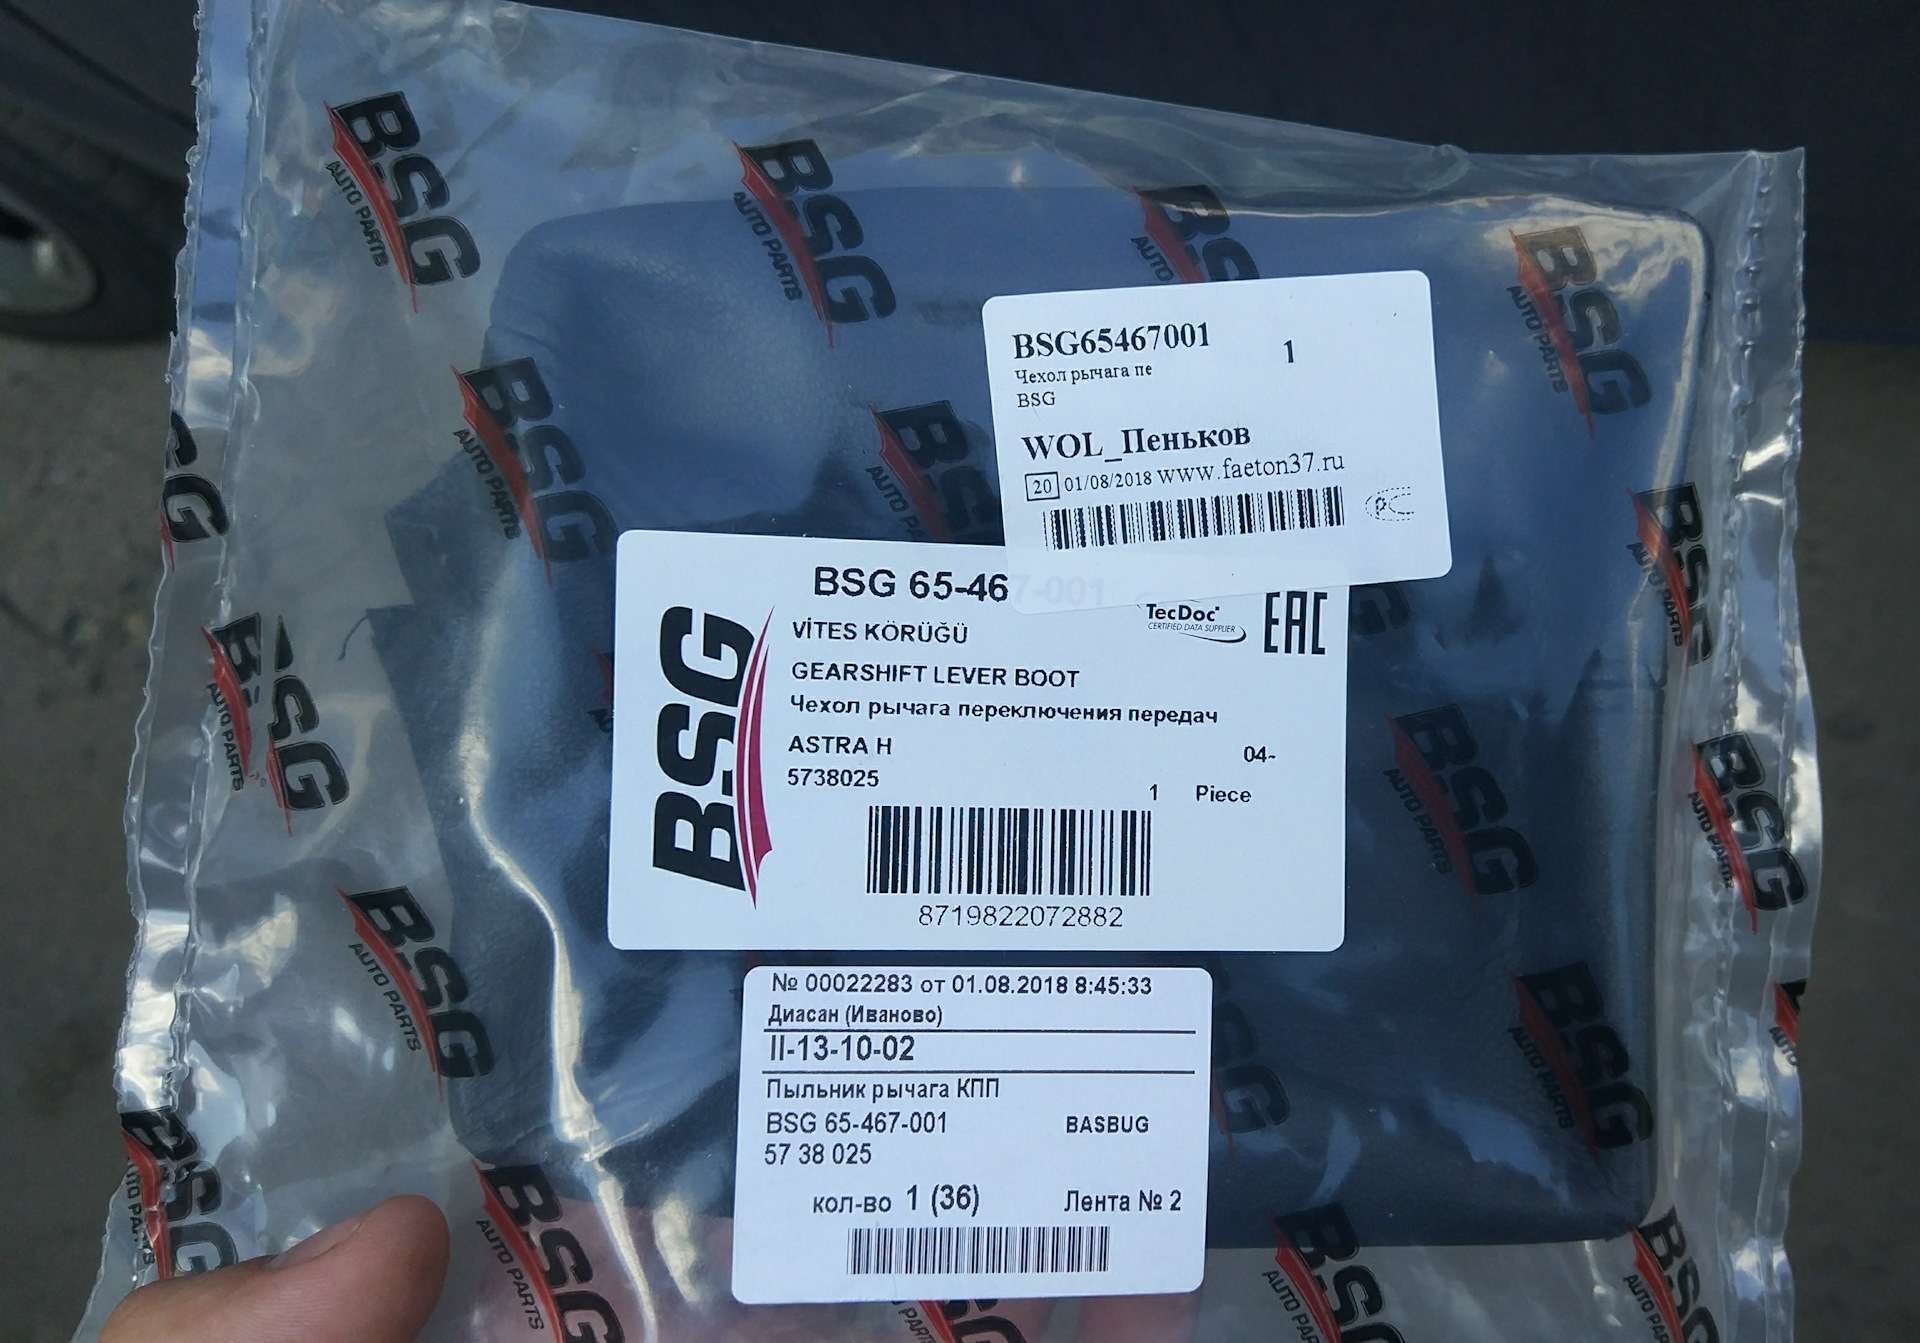 BSG
AUTO PARTS
BSG65467001
1
Чехол рычага пе
BSG
WOL_Пеньков
20 01/08/2018 www.faeton37.ru
PC
BSG 65-467-001
VİTES KÖRÜĞÜ
TecDoc
CERTIFIED DATA SUPPLIER
EAC
GEARSHIFT LEVER BOOT
Чехол рычага переключения передач
ASTRA H
04-
5738025
1 Piece
BSG
8719822072882
№ 00022283 от 01.08.2018 8:45:33
Диасан (Иваново)
II-13-10-02
Пыльник рычага КПП
BSG 65-467-001 BASBUG
57 38 025
кол-во 1 (36) Лента № 2